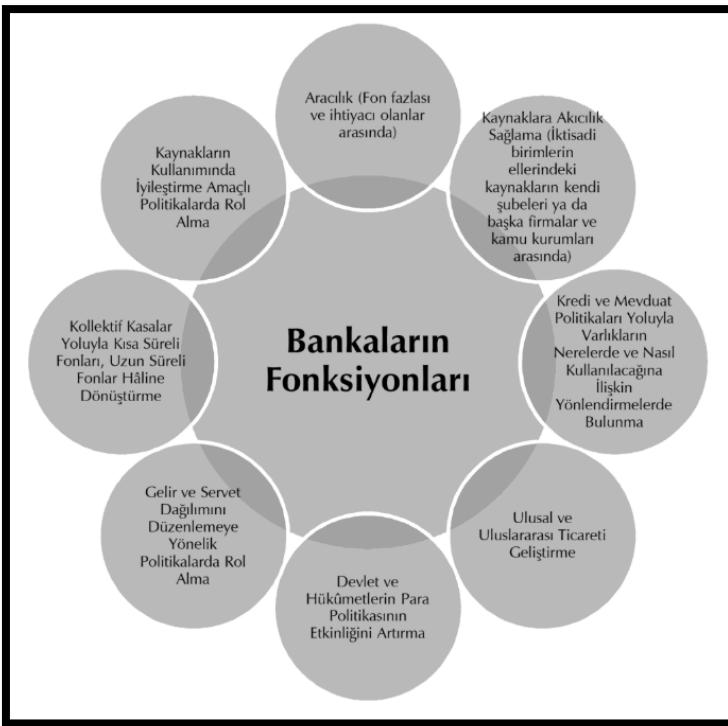 Aracılık (Fon fazlası
ve ihtiyacı olanlar
arasında)
Kaynaklara Akıcılık
Sağlama (İktisadi
birimlerin
ellerindeki
kaynakların kendi
şubeleri ya da
başka firmalar ve
kamu kurumları
arasında)
Kredi ve Mevduat
Politikaları Yoluyla
Varlıkların
Nerelerde ve Nasıl
Kullanılacağına
İlişkin
Yönlendirmelerde
Bulunma
Ulusal ve
Uluslararası Ticareti
Geliştirme
Devlet ve
Hükûmetlerin Para
Politikasının
Etkinliğini Artırma
Gelir ve Servet
Dağılımını
Düzenlemeye
Yönelik
Politikalarda Rol
Alma
Kollektif Kasalar
Yoluyla Kısa Süreli
Fonları, Uzun Süreli
Fonlar Hâline
Dönüştürme
Kaynakların
Kullanımında
İyileştirme Amaçlı
Politikalarda Rol
Alma
Bankaların
Fonksiyonları